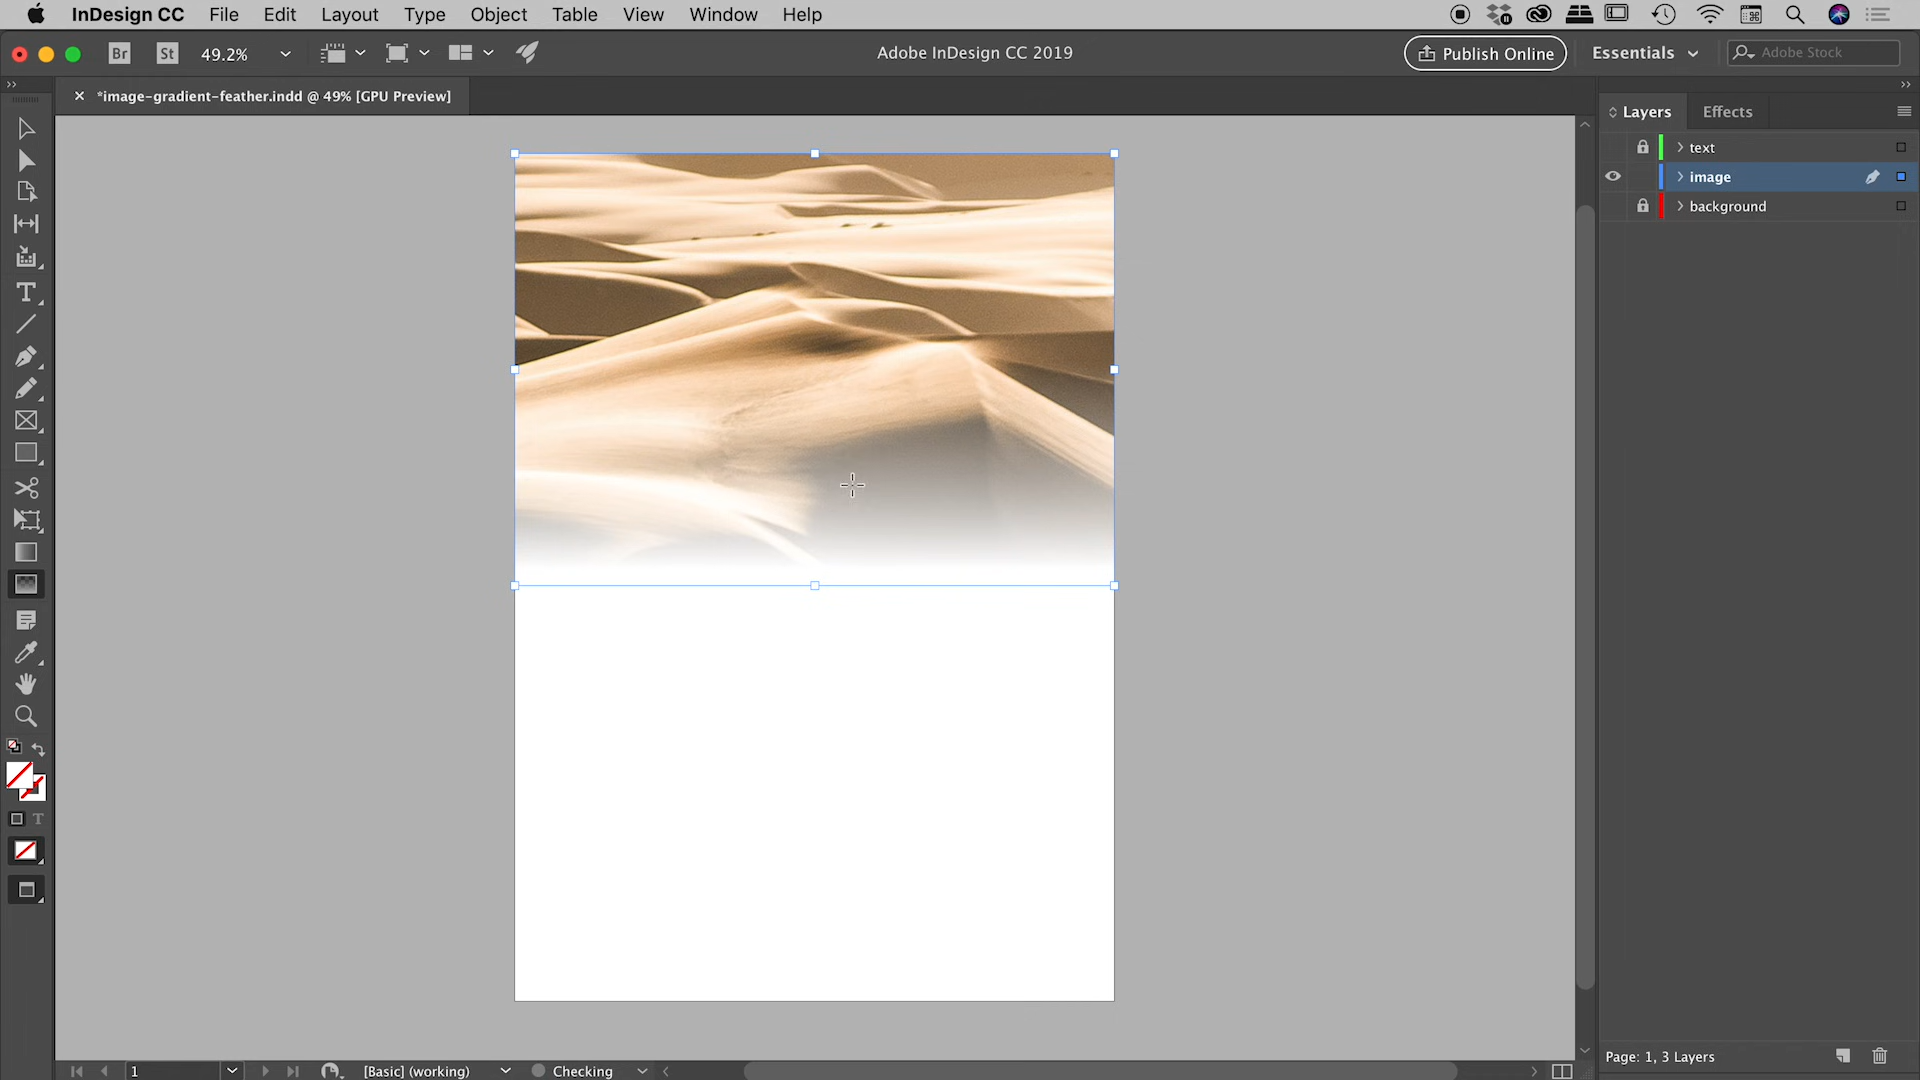 InDesign CC File Edit Layout Type Object Table View Window Help
Br St 49.2% Adobe InDesign CC 2019 Publish Online Essentials Adobe Stock
*image-gradient-feather.indd @ 49% [GPU Preview]
Layers Effects
text
image
background
Page: 1, 3 Layers
1 [Basic] (working) Checking